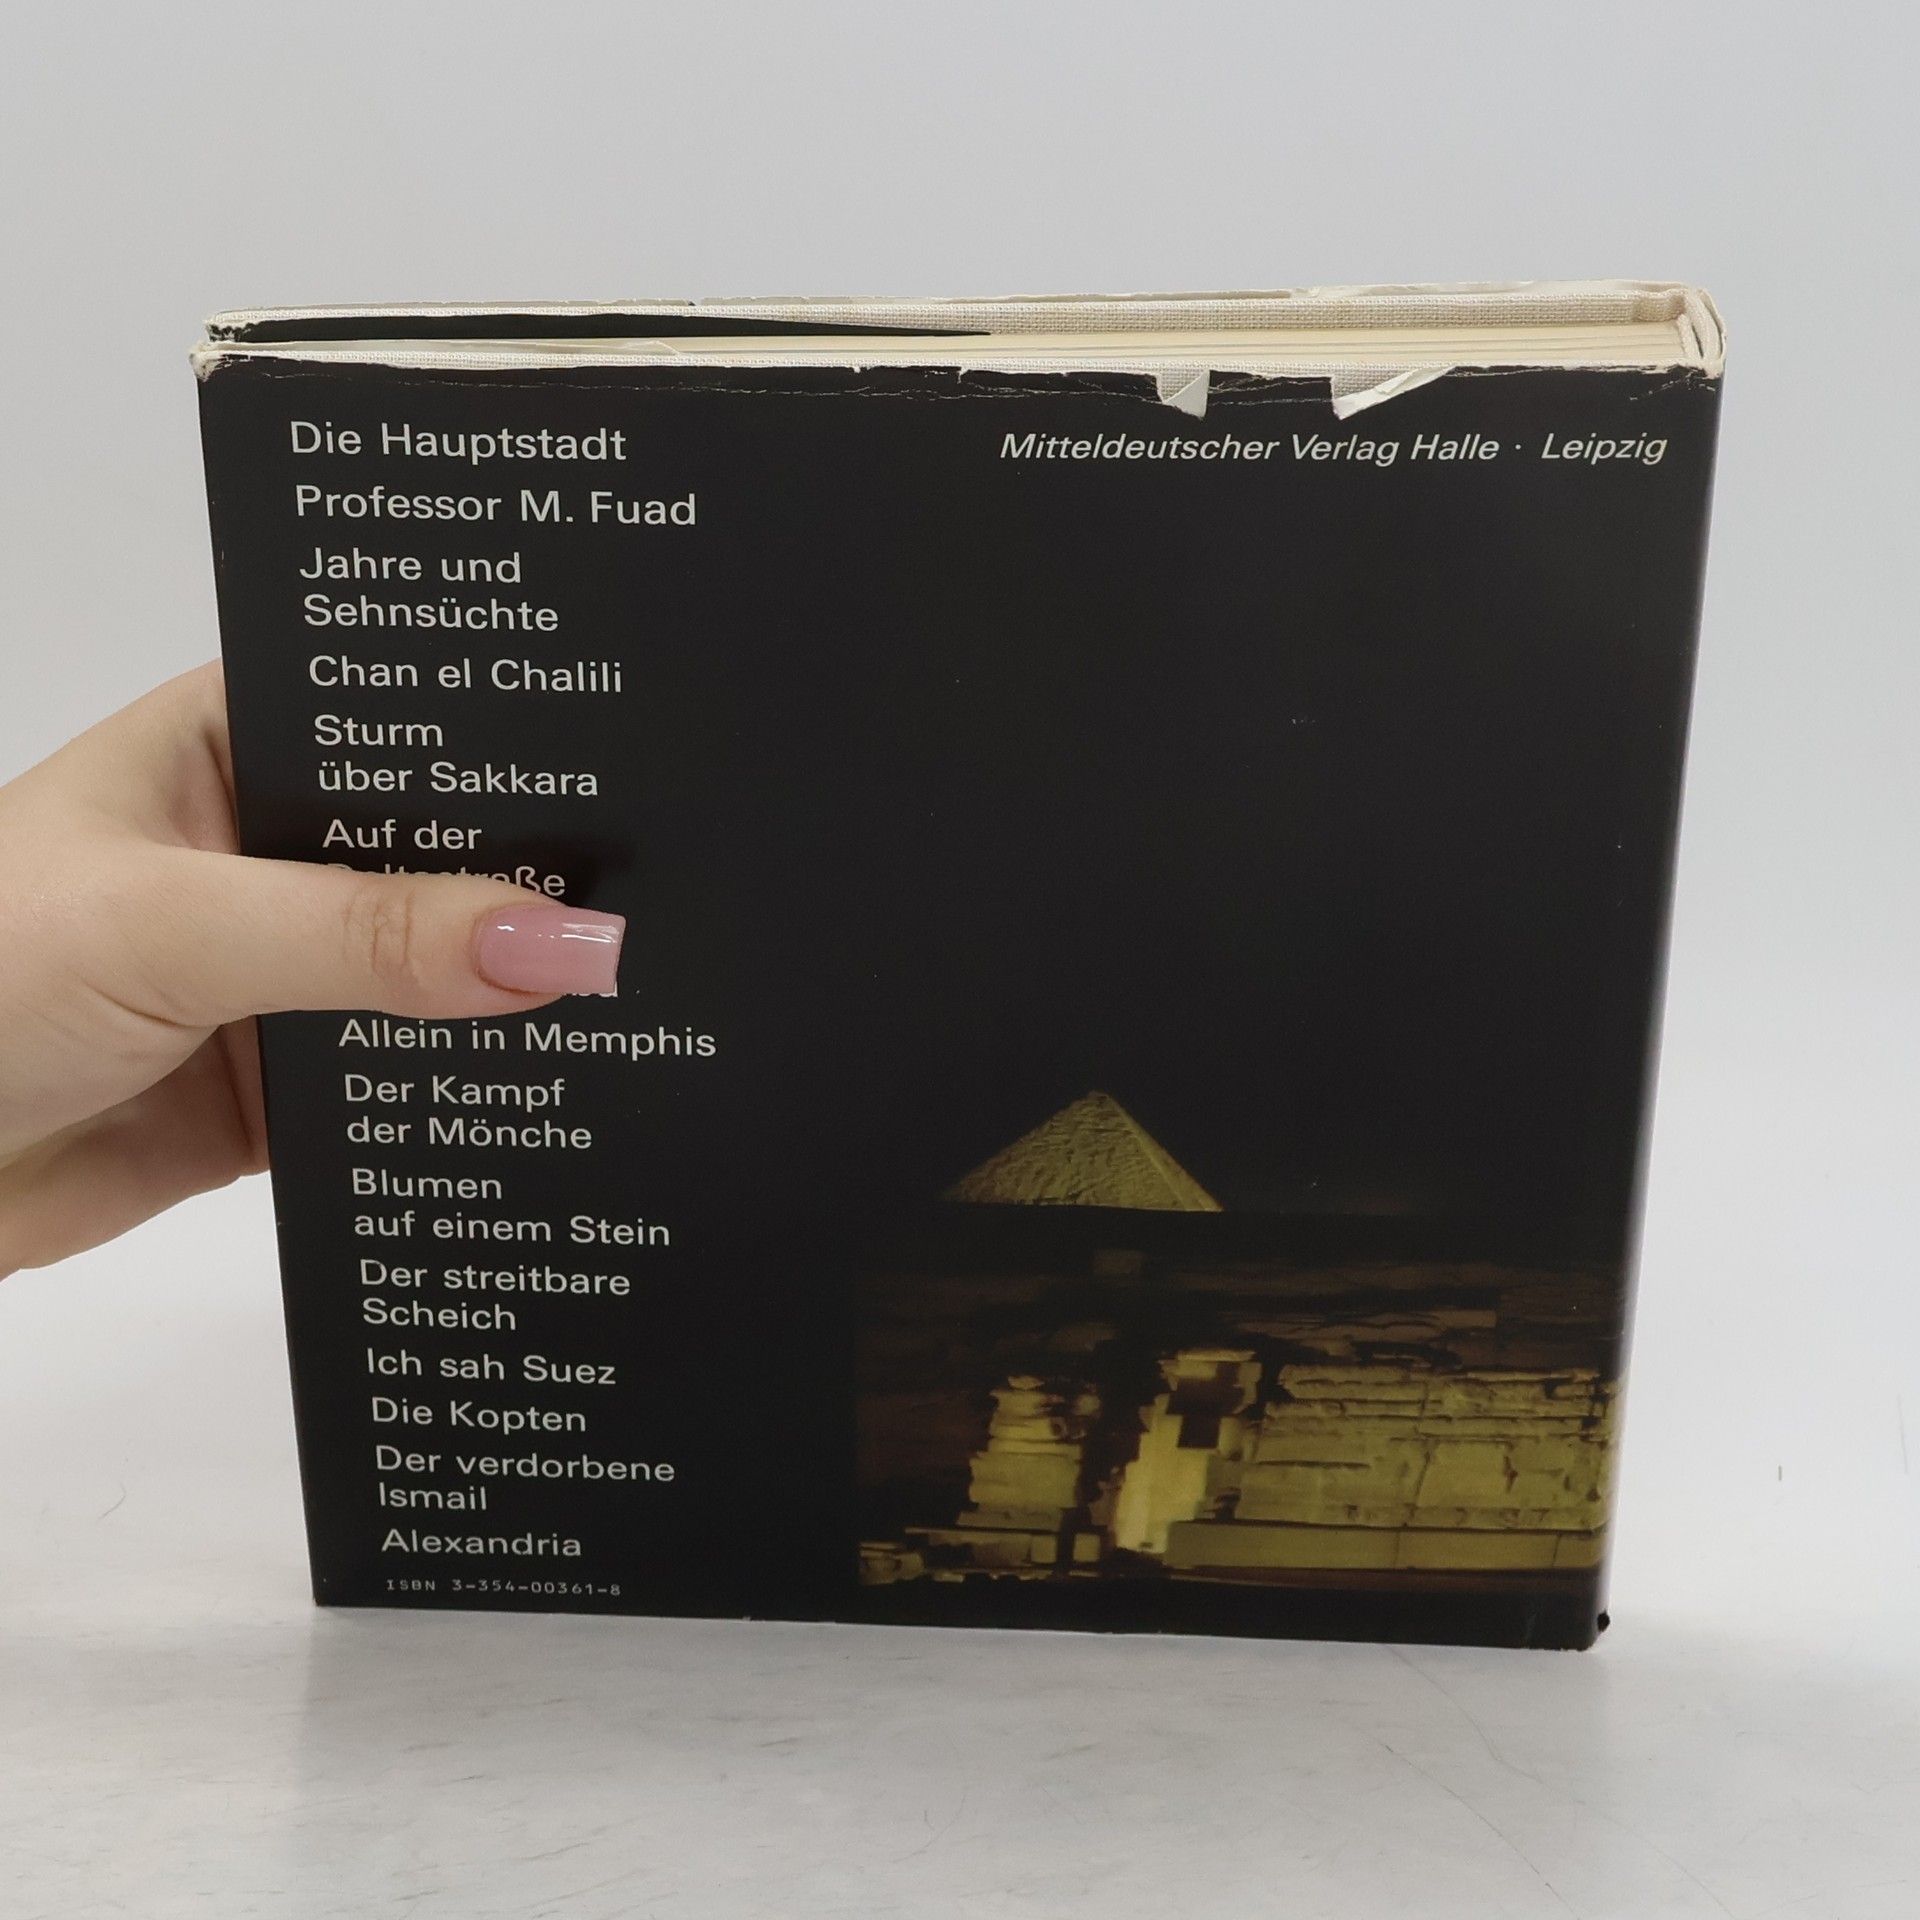 Die Hauptstadt
Professor M. Fuad
Jahre und
Sehnsüchte
Chan el Chalili
Sturm
über Sakkara
Auf der
Allein in Memphis
Der Kampf
der Mönche
Blumen
auf einem Stein
Der streitbare
Scheich
Ich sah Suez
Die Kopten
Der verdorbene
Ismail
Alexandria
ISBN 3-354-00361-8
Mitteldeutscher Verlag Halle · Leipzig